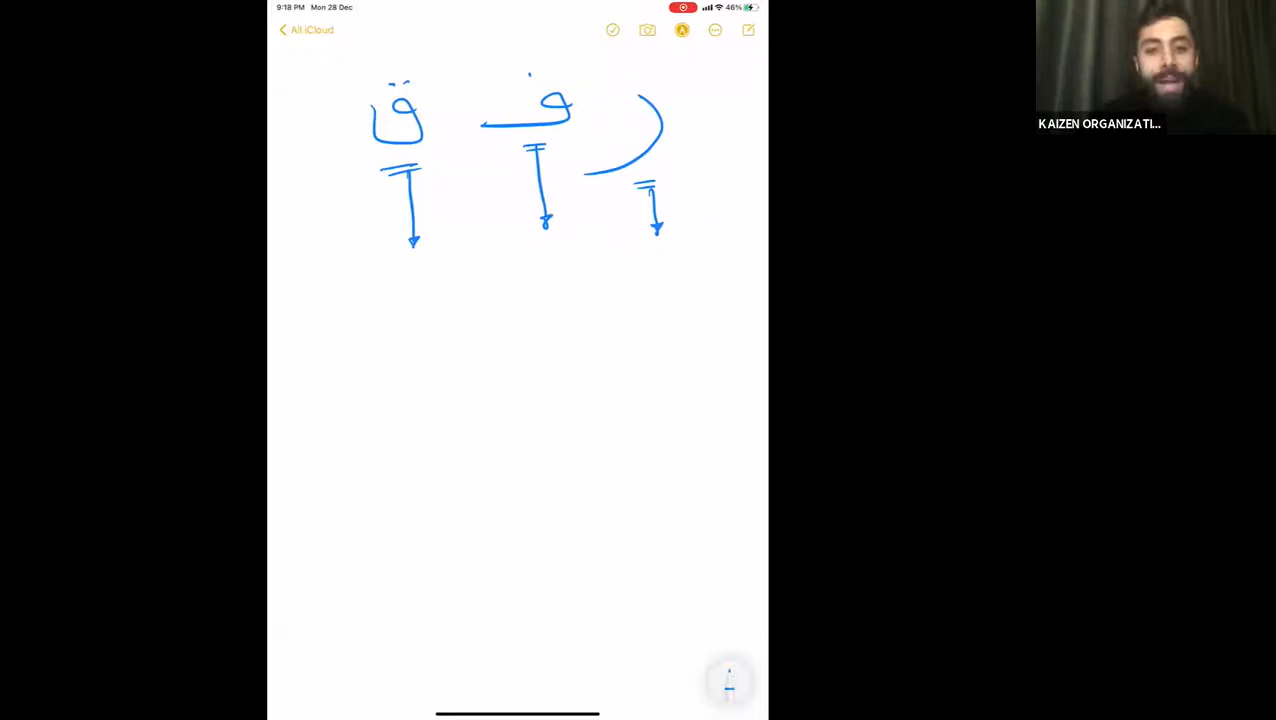 9:18 PM Mon 28 Dec 46%
All iCloud
KAIZEN ORGANIZATI...
ر ف ق